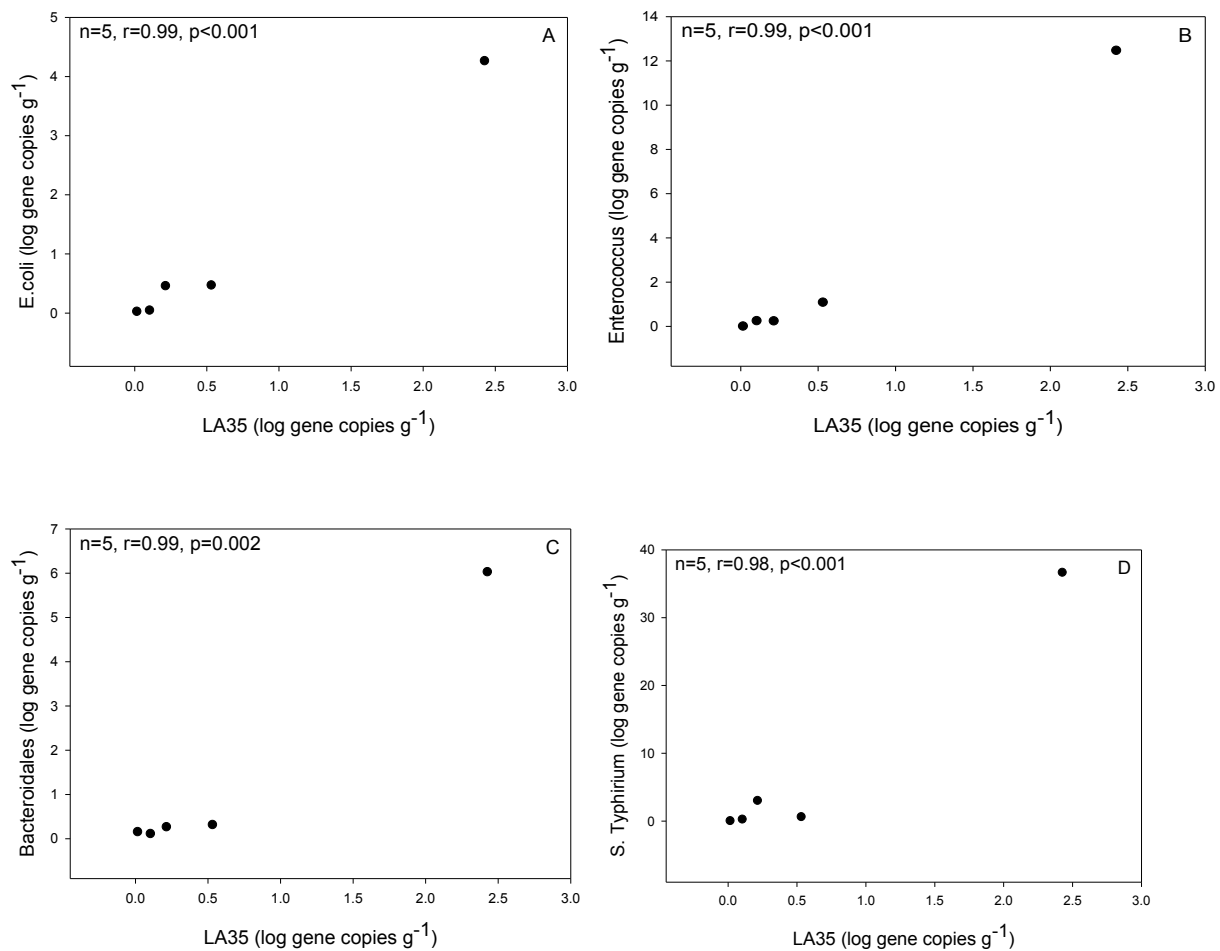 n=5, r=0.99, p<0.001
A
E.coli (log gene copies g-1)
5
4
3
2
1
0
0.0 0.5 1.0 1.5 2.0 2.5 3.0
LA35 (log gene copies g-1)
n=5, r=0.99, p<0.001
B
Enterococcus (log gene copies g-1)
14
12
10
8
6
4
2
0
0.0 0.5 1.0 1.5 2.0 2.5 3.0
LA35 (log gene copies g-1)
n=5, r=0.99, p=0.002
C
Bacteroidales (log gene copies g-1)
7
6
5
4
3
2
1
0
0.0 0.5 1.0 1.5 2.0 2.5 3.0
LA35 (log gene copies g-1)
n=5, r=0.98, p<0.001
D
S. Typhirium (log gene copies g-1)
40
30
20
10
0
0.0 0.5 1.0 1.5 2.0 2.5 3.0
LA35 (log gene copies g-1)